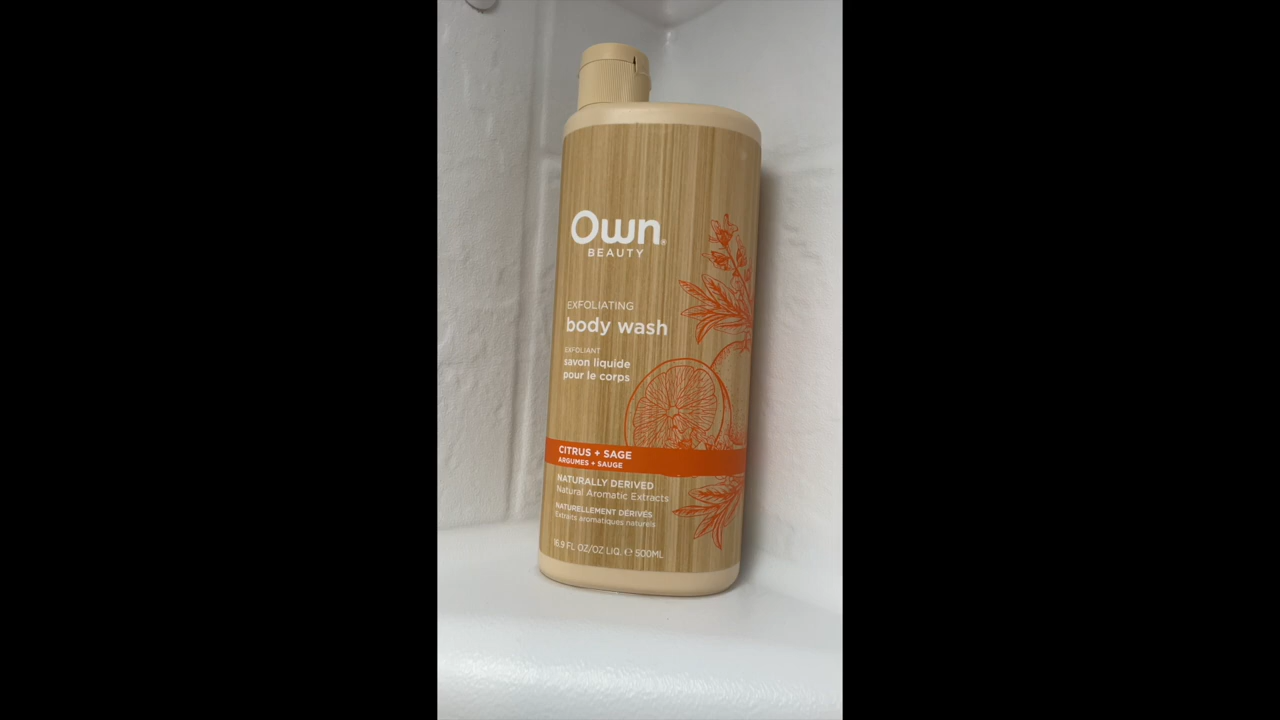 Own®
BEAUTY
EXFOLIATING
body wash
EXFOLIANT
savon liquide
pour le corps
CITRUS + SAGE
ARGUMES + SAUGE
NATURALLY DERIVED
Natural Aromatic Extracts
NATURELLEMENT DÉRIVÉS
Extraits aromatiques naturels
16.9 FL OZ/OZ LIQ. ℮ 500ML